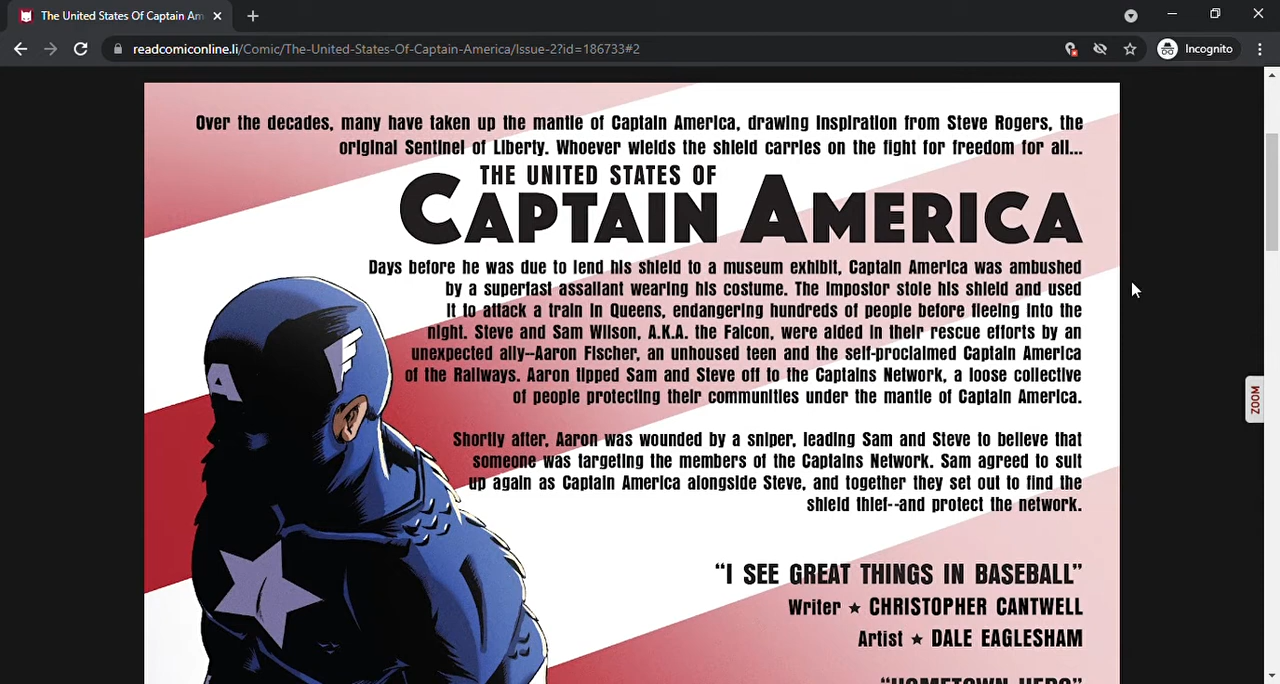 The United States Of Captain Am
readcomiconline.li/Comic/The-United-States-Of-Captain-America/Issue-2?id=186733#2
Incognito
Over the decades, many have taken up the mantle of Captain America, drawing inspiration from Steve Rogers, the
original Sentinel of Liberty. Whoever wields the shield carries on the fight for freedom for all...
THE UNITED STATES OF
CAPTAIN AMERICA
Days before he was due to lend his shield to a museum exhibit, Captain America was ambushed
by a superfast assailant wearing his costume. The impostor stole his shield and used
it to attack a train in Queens, endangering hundreds of people before fleeing into the
night. Steve and Sam Wilson, A.K.A. the Falcon, were aided in their rescue efforts by an
unexpected ally--Aaron Fischer, an unhoused teen and the self-proclaimed Captain America
of the Railways. Aaron tipped Sam and Steve off to the Captains Network, a loose collective
of people protecting their communities under the mantle of Captain America.
Shortly after, Aaron was wounded by a sniper, leading Sam and Steve to believe that
someone was targeting the members of the Captains Network. Sam agreed to suit
up again as Captain America alongside Steve, and together they set out to find the
shield thief--and protect the network.
A
ZOOM
“I SEE GREAT THINGS IN BASEBALL”
Writer ★ CHRISTOPHER CANTWELL
Artist ★ DALE EAGLESHAM
“HOMETOWN HERO”